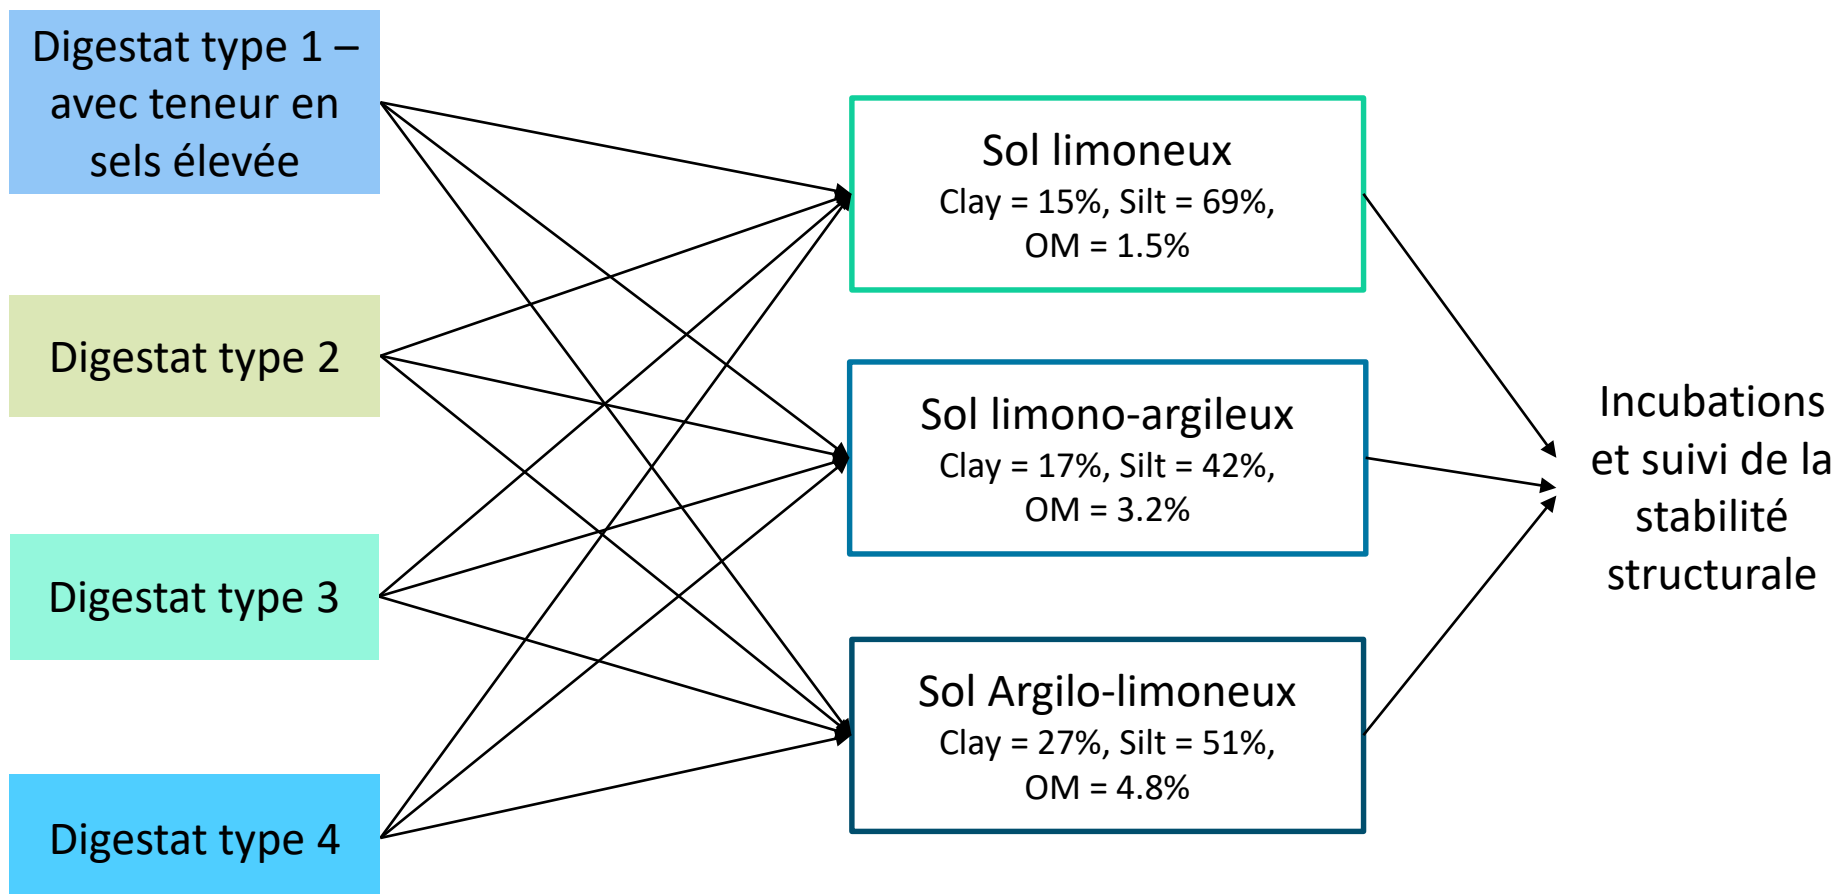 Digestat type 1 –
avec teneur en
sels élevée
Digestat type 2
Digestat type 3
Digestat type 4
Sol limoneux
Clay = 15%, Silt = 69%,
OM = 1.5%
Sol limono-argileux
Clay = 17%, Silt = 42%,
OM = 3.2%
Sol Argilo-limoneux
Clay = 27%, Silt = 51%,
OM = 4.8%
Incubations
et suivi de la
stabilité
structurale